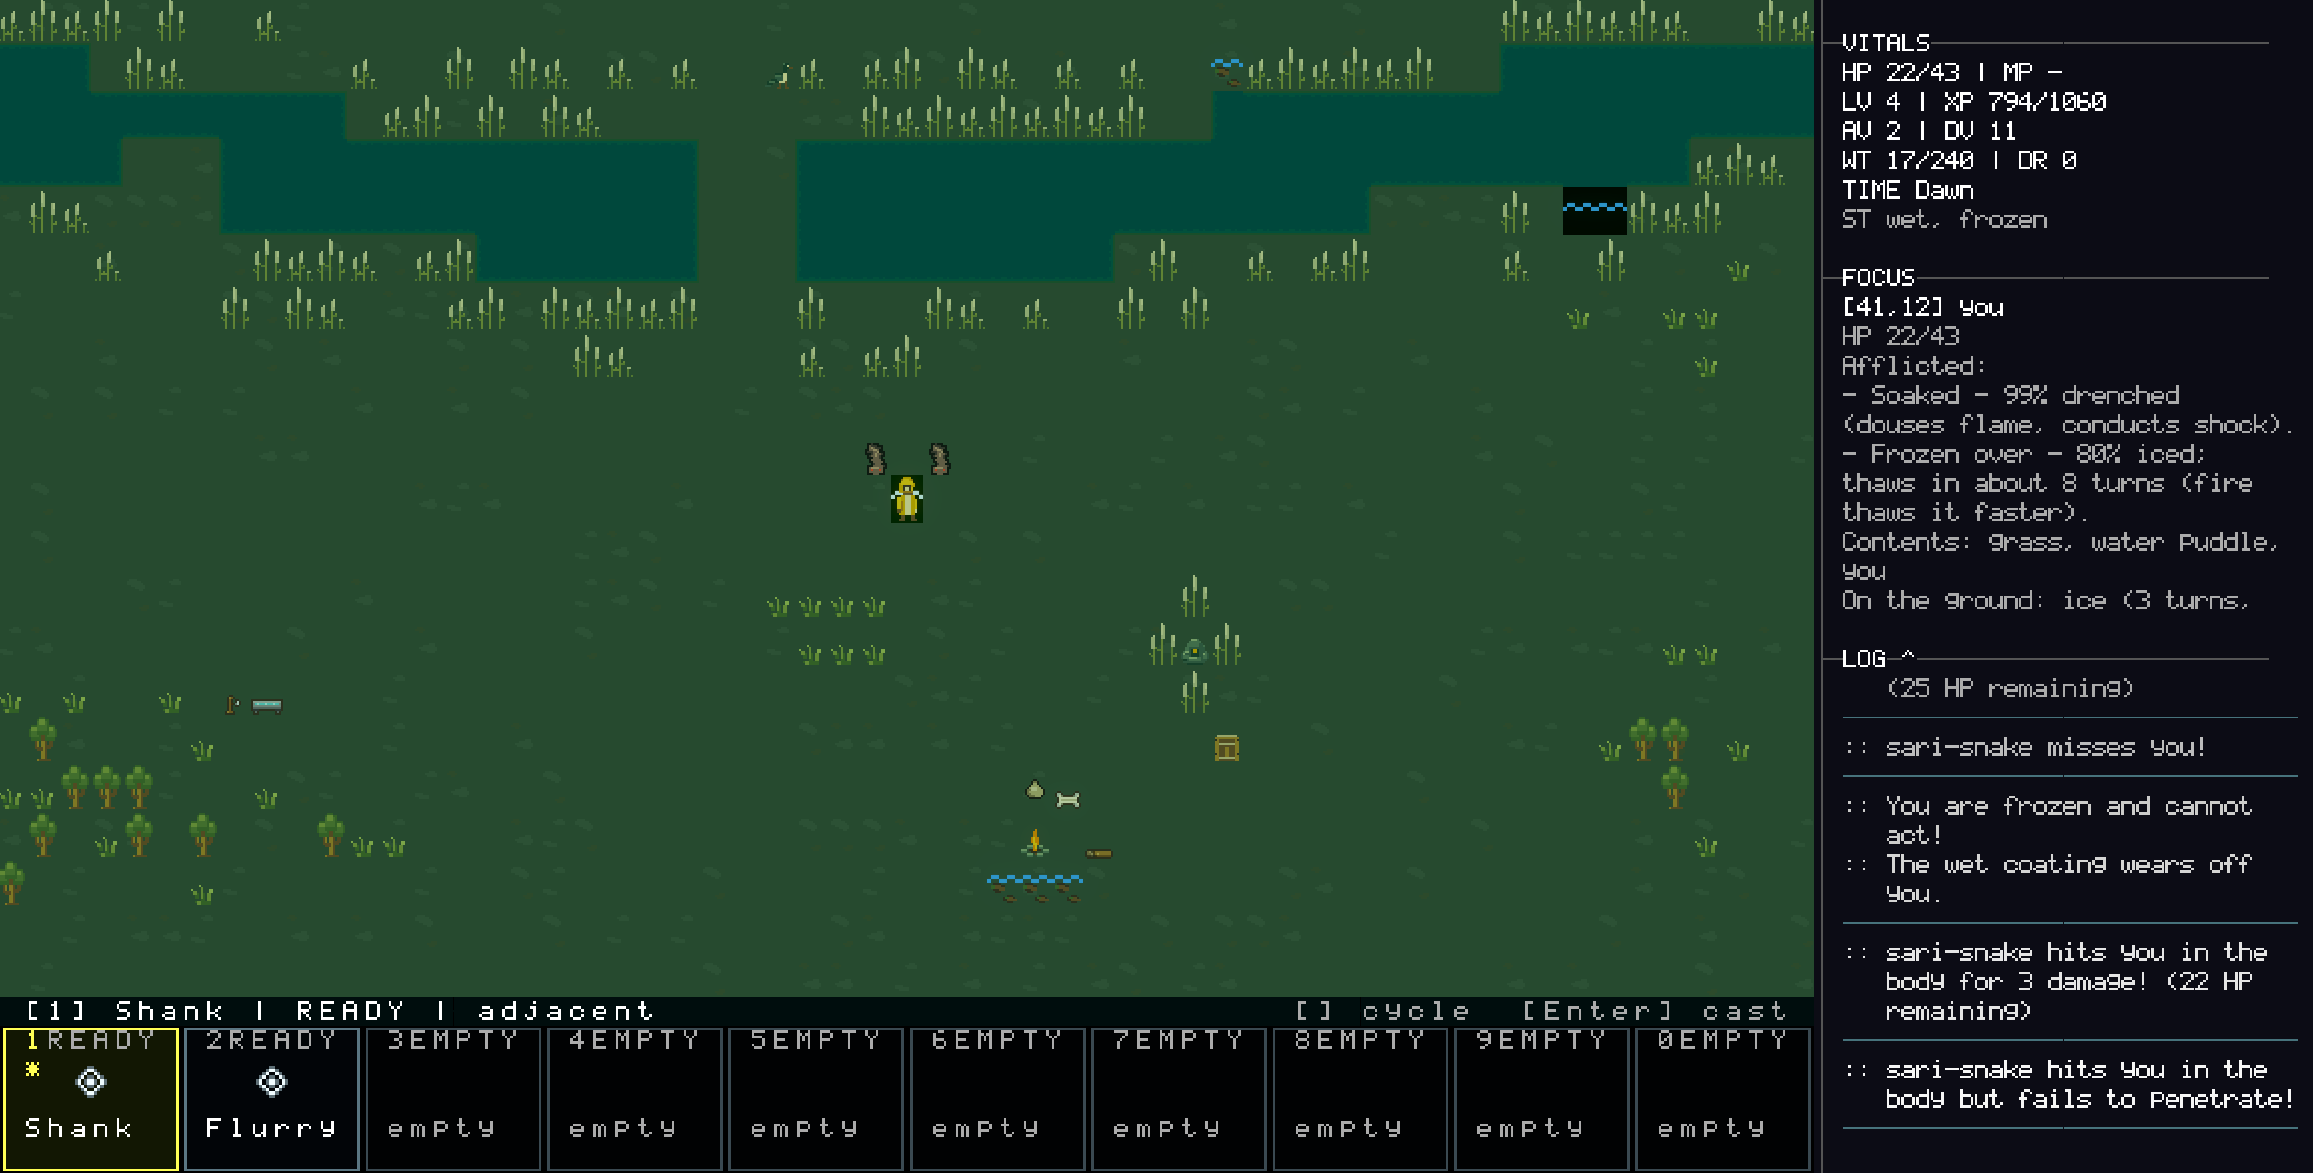 VITALS
HP 22/43 | MP -
LV 4 | XP 794/1060
AV 2 | DV 11
WT 17/240 | DR 0
TIME Dawn
ST wet, frozen
FOCUS
[41,12] You
HP 22/43
Afflicted:
- Soaked - 99% drenched
(douses flame, conducts shock).
- Frozen over - 80% iced;
thaws in about 8 turns (fire
thaws it faster).
Contents: grass, water puddle,
you
On the ground: ice (3 turns,
LOG ^
(25 HP remaining)
:: sari-snake misses you!
:: You are frozen and cannot
act!
:: The wet coating wears off
you.
:: sari-snake hits you in the
body for 3 damage! (22 HP
remaining)
:: sari-snake hits you in the
body but fails to penetrate!
[1] Shank | READY | adjacent
[] cycle [Enter] cast
1READY 2READY 3EMPTY 4EMPTY 5EMPTY 6EMPTY 7EMPTY 8EMPTY 9EMPTY 0EMPTY
*
Shank Flurry empty empty empty empty empty empty empty empty